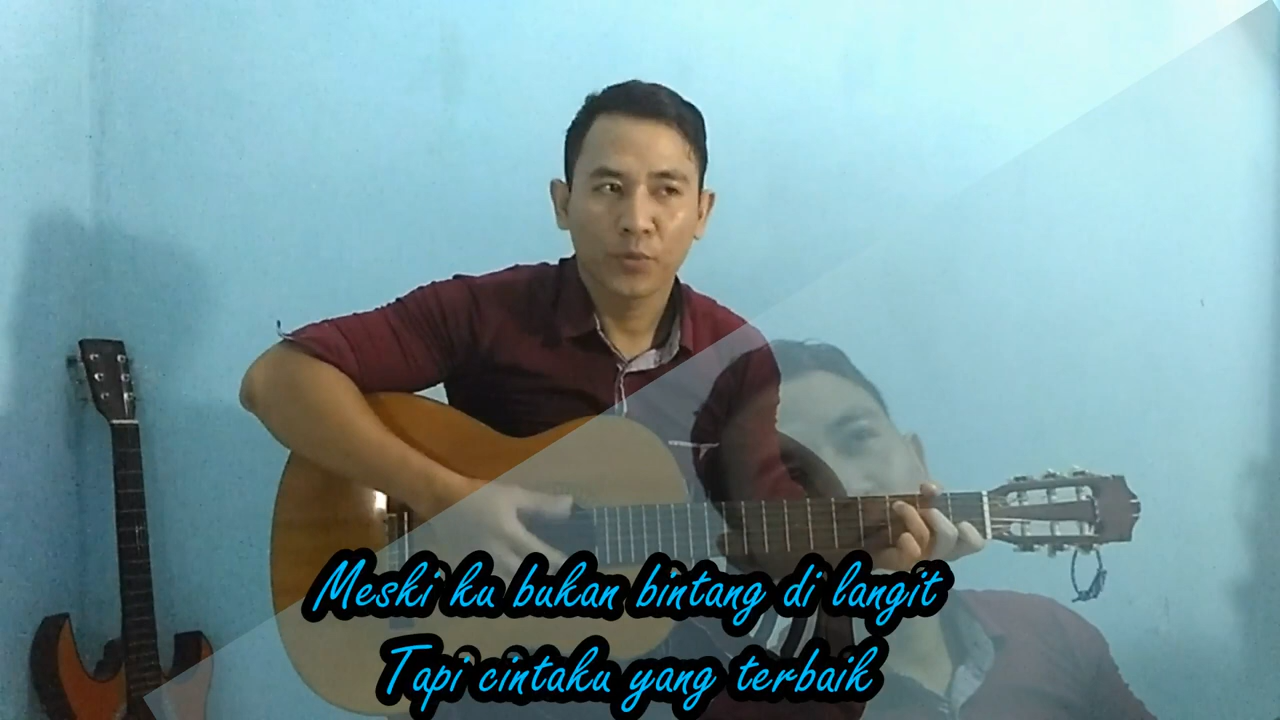 Meski ku bukan bintang di langit
Tapi cintaku yang terbaik